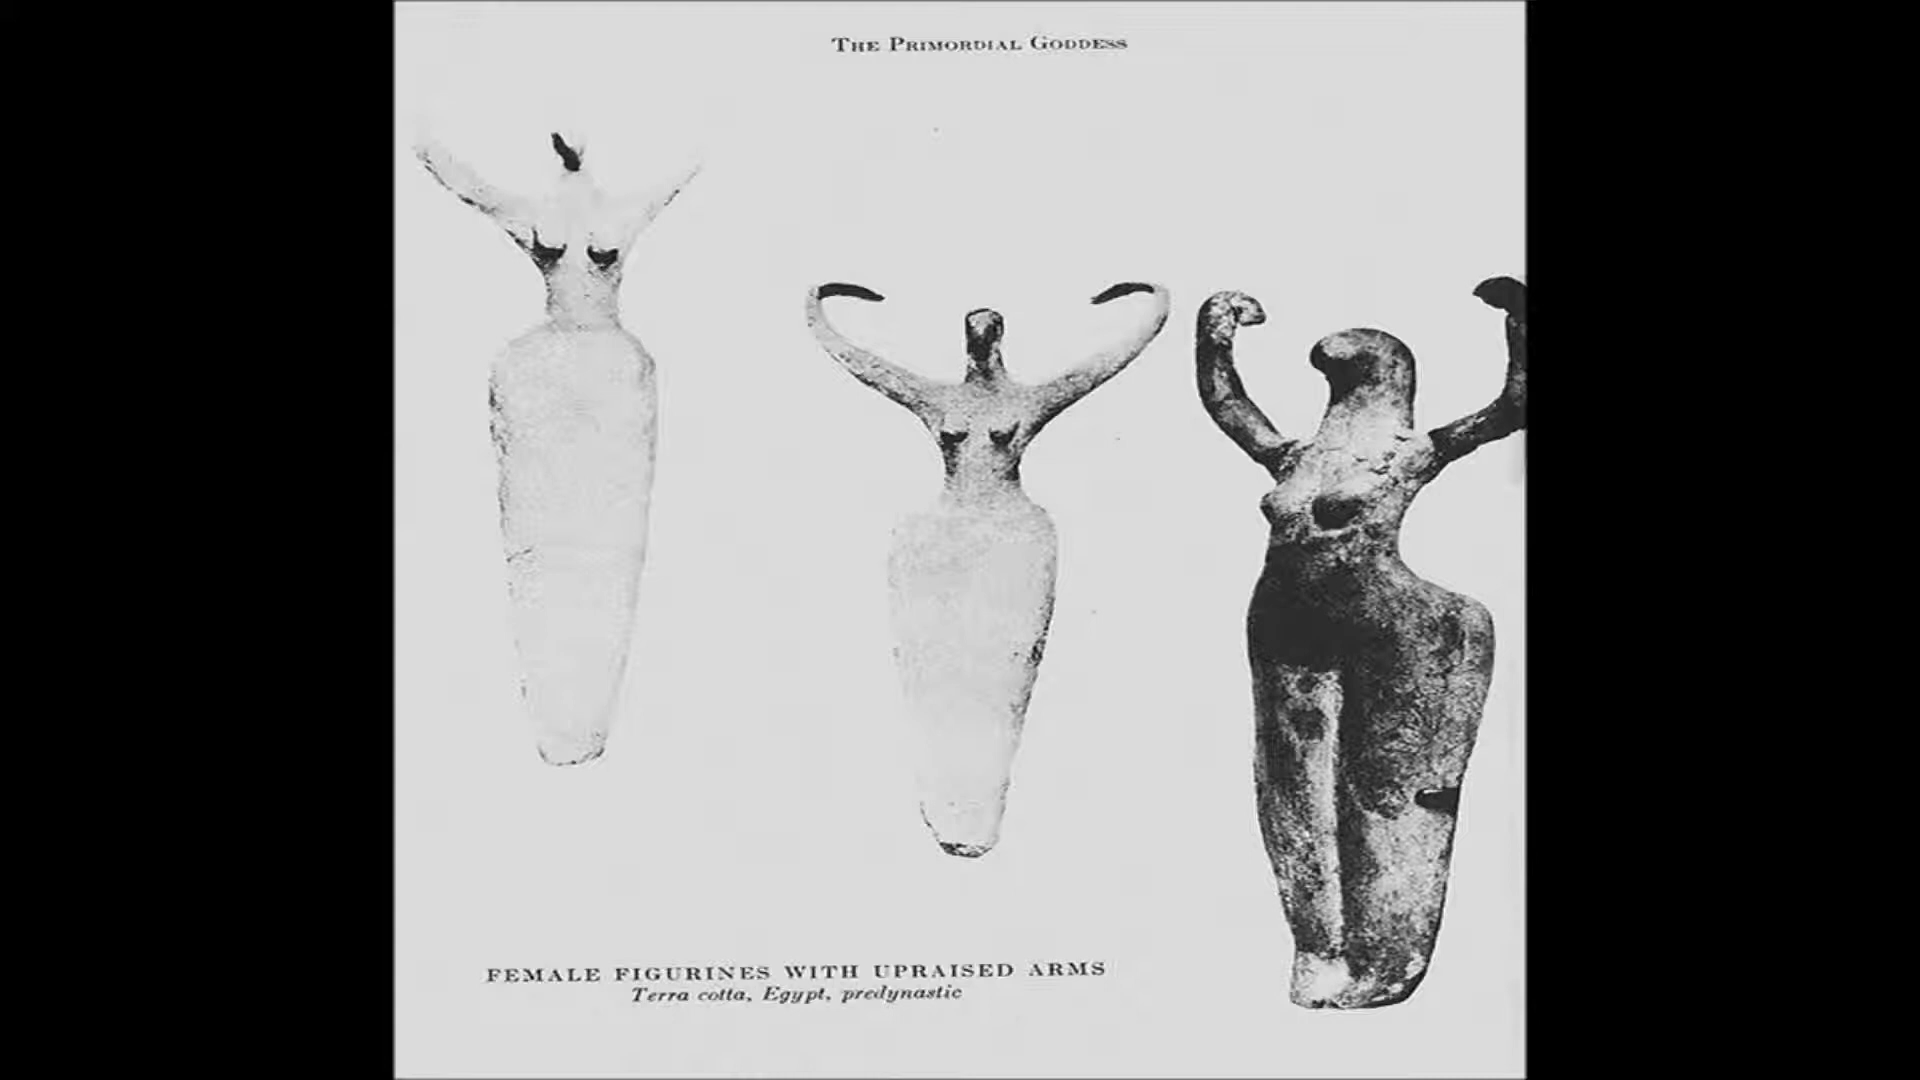 THE PRIMORDIAL GODDESS
FEMALE FIGURINES WITH UPRAISED ARMS
Terra cotta, Egypt, predynastic